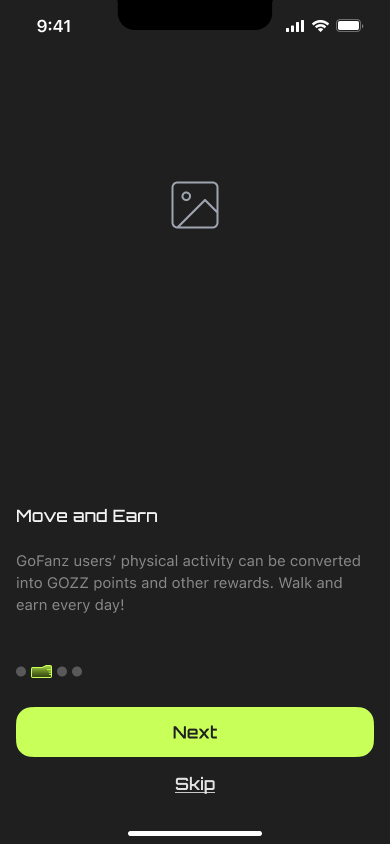 9:41
Move and Earn
GoFanz users’ physical activity can be converted
into GOZZ points and other rewards. Walk and
earn every day!
Next
Skip